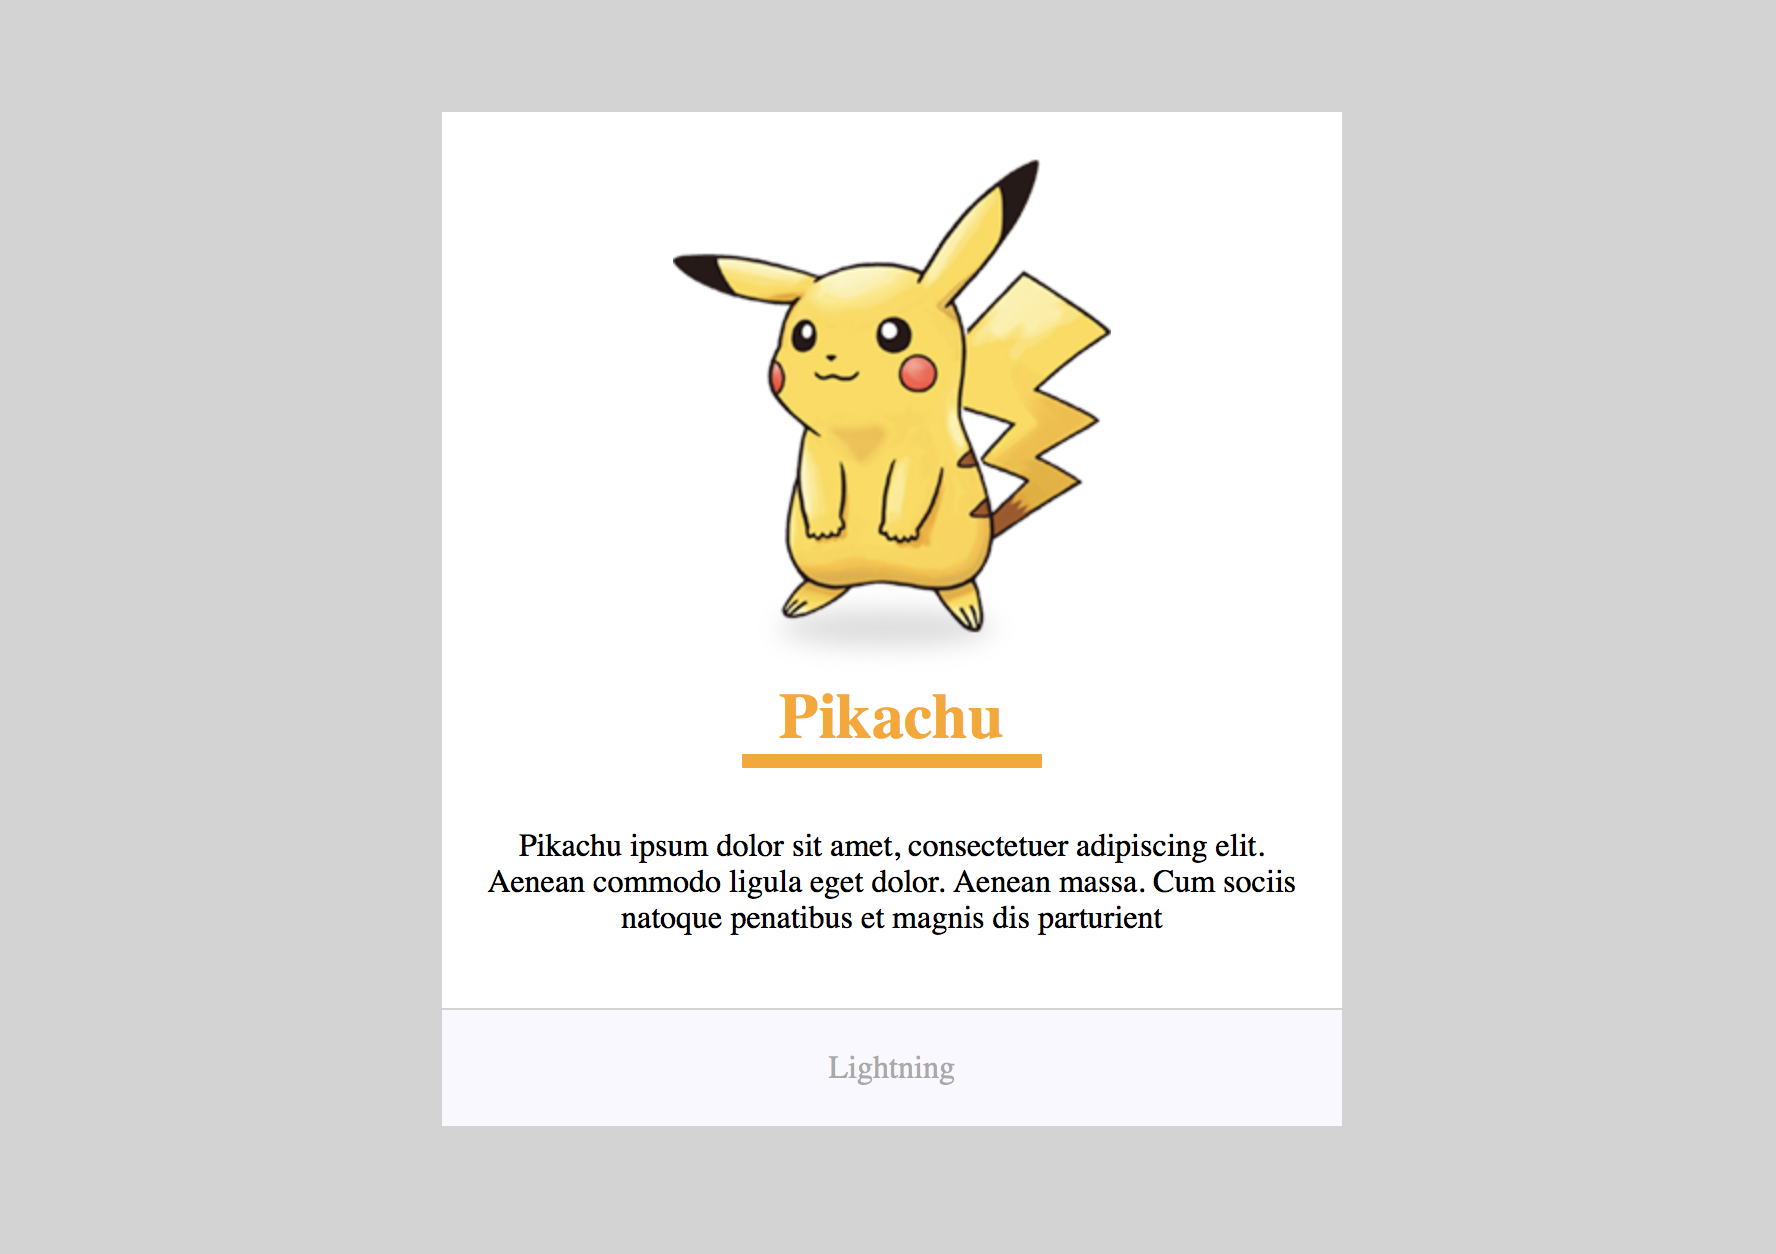 Pikachu
Pikachu ipsum dolor sit amet, consectetuer adipiscing elit.
Aenean commodo ligula eget dolor. Aenean massa. Cum sociis
natoque penatibus et magnis dis parturient
Lightning